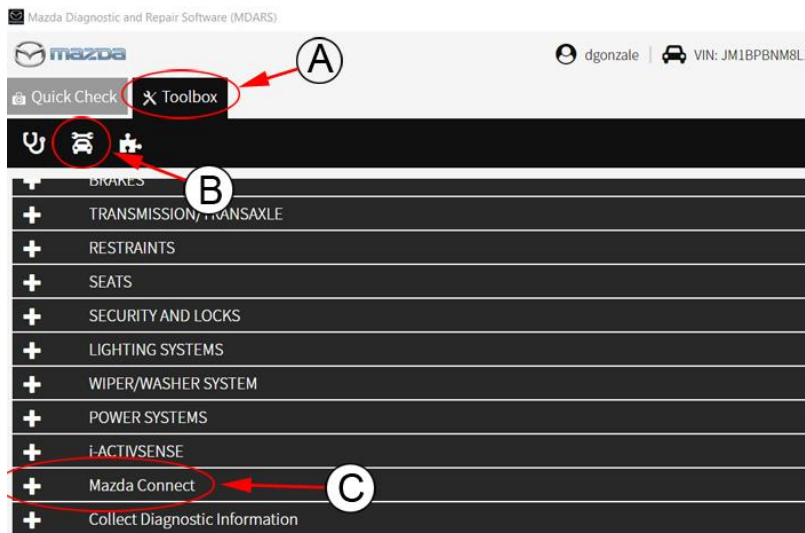 Mazda Diagnostic and Repair Software (MDARS)
mazda
dgonzale | VIN: JM1BPBNM8L
A
Quick Check Toolbox
B
BRAKES
TRANSMISSION/TRANSAXLE
RESTRAINTS
SEATS
SECURITY AND LOCKS
LIGHTING SYSTEMS
WIPER/WASHER SYSTEM
POWER SYSTEMS
i-ACTIVSENSE
Mazda Connect
C
Collect Diagnostic Information